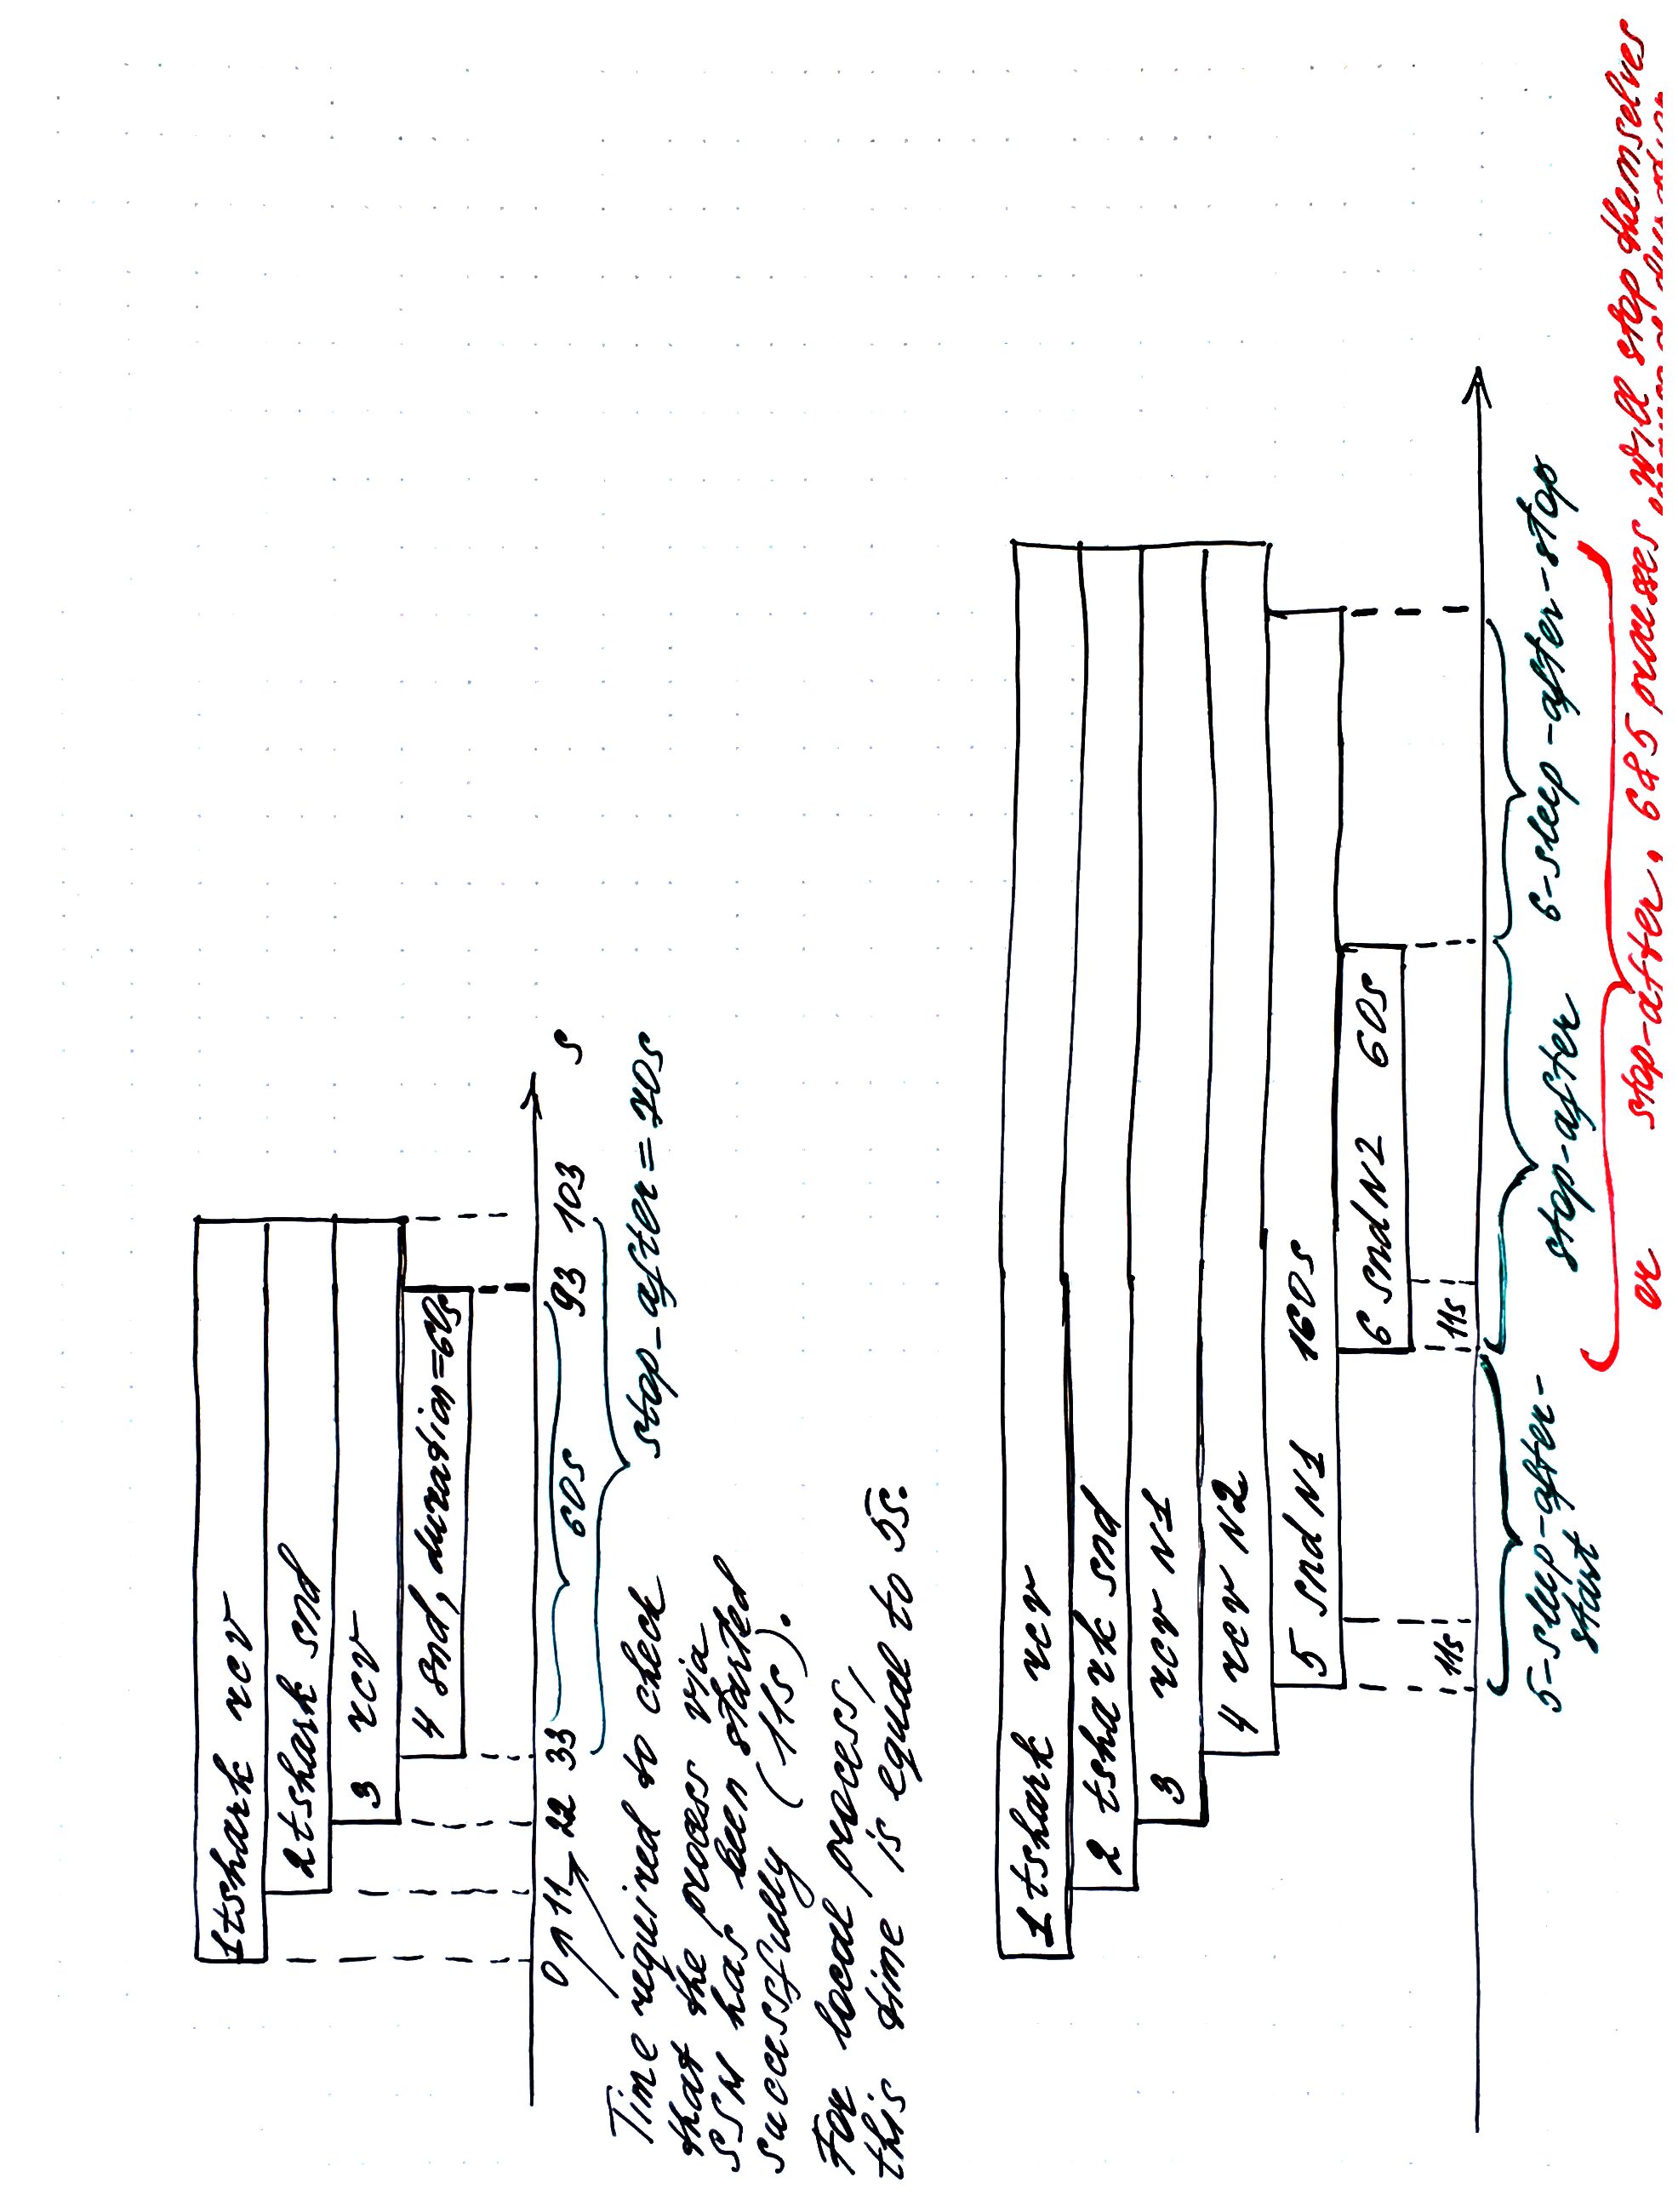 1 tshark rcv
2 tshark snd
3 rcv
4 snd, duration=60s
0 11 22 33 93 103 s
60s
stop-after=70s
Time required to check
that the process via
SSH has been started
successfully (11s).
For local process,
this time is equal to 5s.
1 tshark rcv
2 tshark snd
3 rcv N1
4 rcv N2
5 snd N1 160s
6 snd N2 60s
11s 11s
5-sleep-after-
start
stop-after
6-sleep-after-stop
or stop-after, 6&5 processes will stop themselves